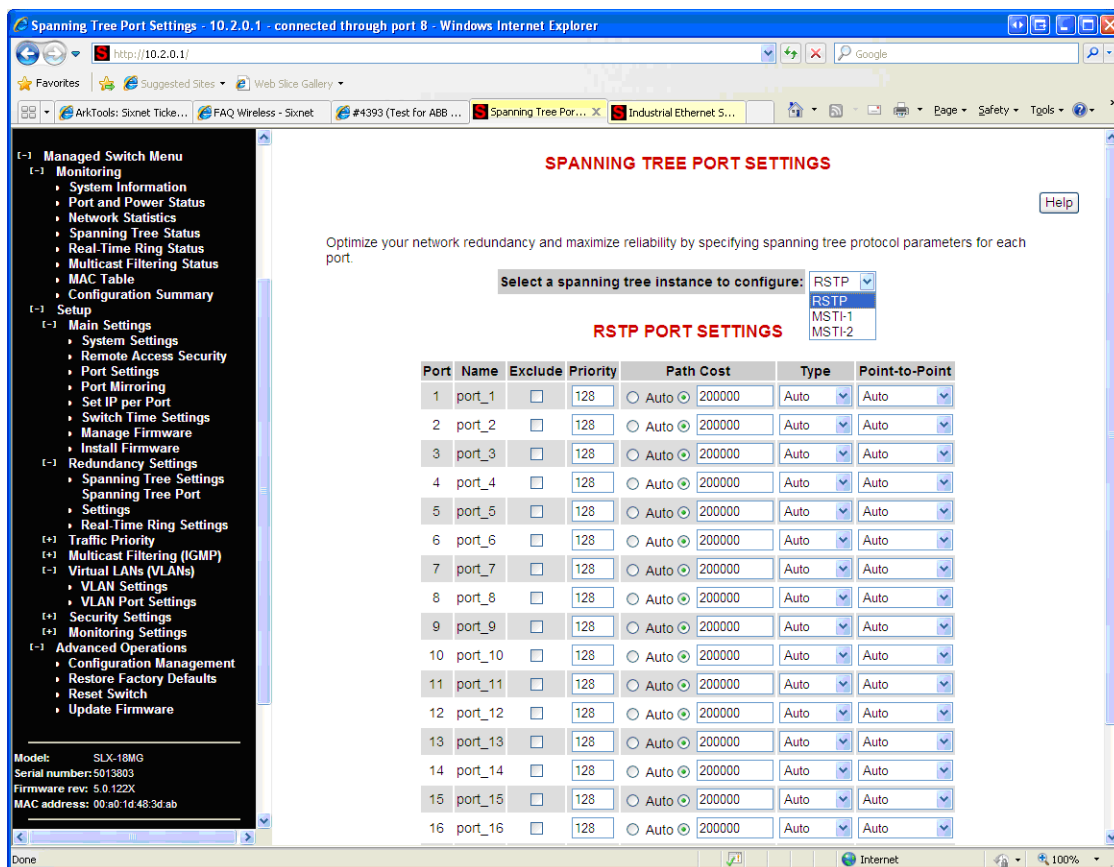 Spanning Tree Port Settings - 10.2.0.1 - connected through port 8 - Windows Internet Explorer
http://10.2.0.1/
Google
Favorites
Suggested Sites
Web Slice Gallery
ArkTools: Sixnet Ticke...
FAQ Wireless - Sixnet
#4393 (Test for ABB ...
Spanning Tree Por...
Industrial Ethernet S...
Page
Safety
Tools
[-] Managed Switch Menu
[-] Monitoring
System Information
Port and Power Status
Network Statistics
Spanning Tree Status
Real-Time Ring Status
Multicast Filtering Status
MAC Table
Configuration Summary
[-] Setup
[-] Main Settings
System Settings
Remote Access Security
Port Settings
Port Mirroring
Set IP per Port
Switch Time Settings
Manage Firmware
Install Firmware
[-] Redundancy Settings
Spanning Tree Settings
Spanning Tree Port
Settings
Real-Time Ring Settings
[+] Traffic Priority
[+] Multicast Filtering (IGMP)
[-] Virtual LANs (VLANs)
VLAN Settings
VLAN Port Settings
[+] Security Settings
[+] Monitoring Settings
[-] Advanced Operations
Configuration Management
Restore Factory Defaults
Reset Switch
Update Firmware
Model: SLX-18MG
Serial number: 5013803
Firmware rev: 5.0.122X
MAC address: 00:a0:1d:48:3d:ab
SPANNING TREE PORT SETTINGS
Help
Optimize your network redundancy and maximize reliability by specifying spanning tree protocol parameters for each
port.
Select a spanning tree instance to configure: RSTP
RSTP
MSTI-1
MSTI-2
RSTP PORT SETTINGS
Port Name Exclude Priority Path Cost Type Point-to-Point
1 port_1 128 Auto 200000 Auto Auto
2 port_2 128 Auto 200000 Auto Auto
3 port_3 128 Auto 200000 Auto Auto
4 port_4 128 Auto 200000 Auto Auto
5 port_5 128 Auto 200000 Auto Auto
6 port_6 128 Auto 200000 Auto Auto
7 port_7 128 Auto 200000 Auto Auto
8 port_8 128 Auto 200000 Auto Auto
9 port_9 128 Auto 200000 Auto Auto
10 port_10 128 Auto 200000 Auto Auto
11 port_11 128 Auto 200000 Auto Auto
12 port_12 128 Auto 200000 Auto Auto
13 port_13 128 Auto 200000 Auto Auto
14 port_14 128 Auto 200000 Auto Auto
15 port_15 128 Auto 200000 Auto Auto
16 port_16 128 Auto 200000 Auto Auto
Done
Internet
100%